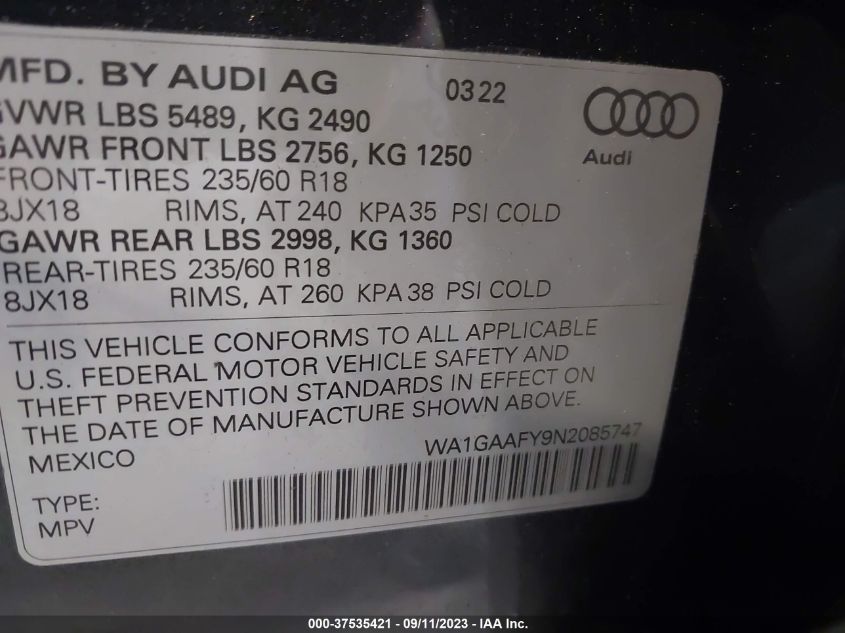 MFD. BY AUDI AG 0322
GVWR LBS 5489, KG 2490
GAWR FRONT LBS 2756, KG 1250
Audi
FRONT-TIRES 235/60 R18
8JX18 RIMS, AT 240 KPA 35 PSI COLD
GAWR REAR LBS 2998, KG 1360
REAR-TIRES 235/60 R18
8JX18 RIMS, AT 260 KPA 38 PSI COLD
THIS VEHICLE CONFORMS TO ALL APPLICABLE
U.S. FEDERAL MOTOR VEHICLE SAFETY AND
THEFT PREVENTION STANDARDS IN EFFECT ON
THE DATE OF MANUFACTURE SHOWN ABOVE.
MEXICO WA1GAAFY9N2085747
TYPE:
MPV
000-37535421 - 09/11/2023 - IAAI Inc.